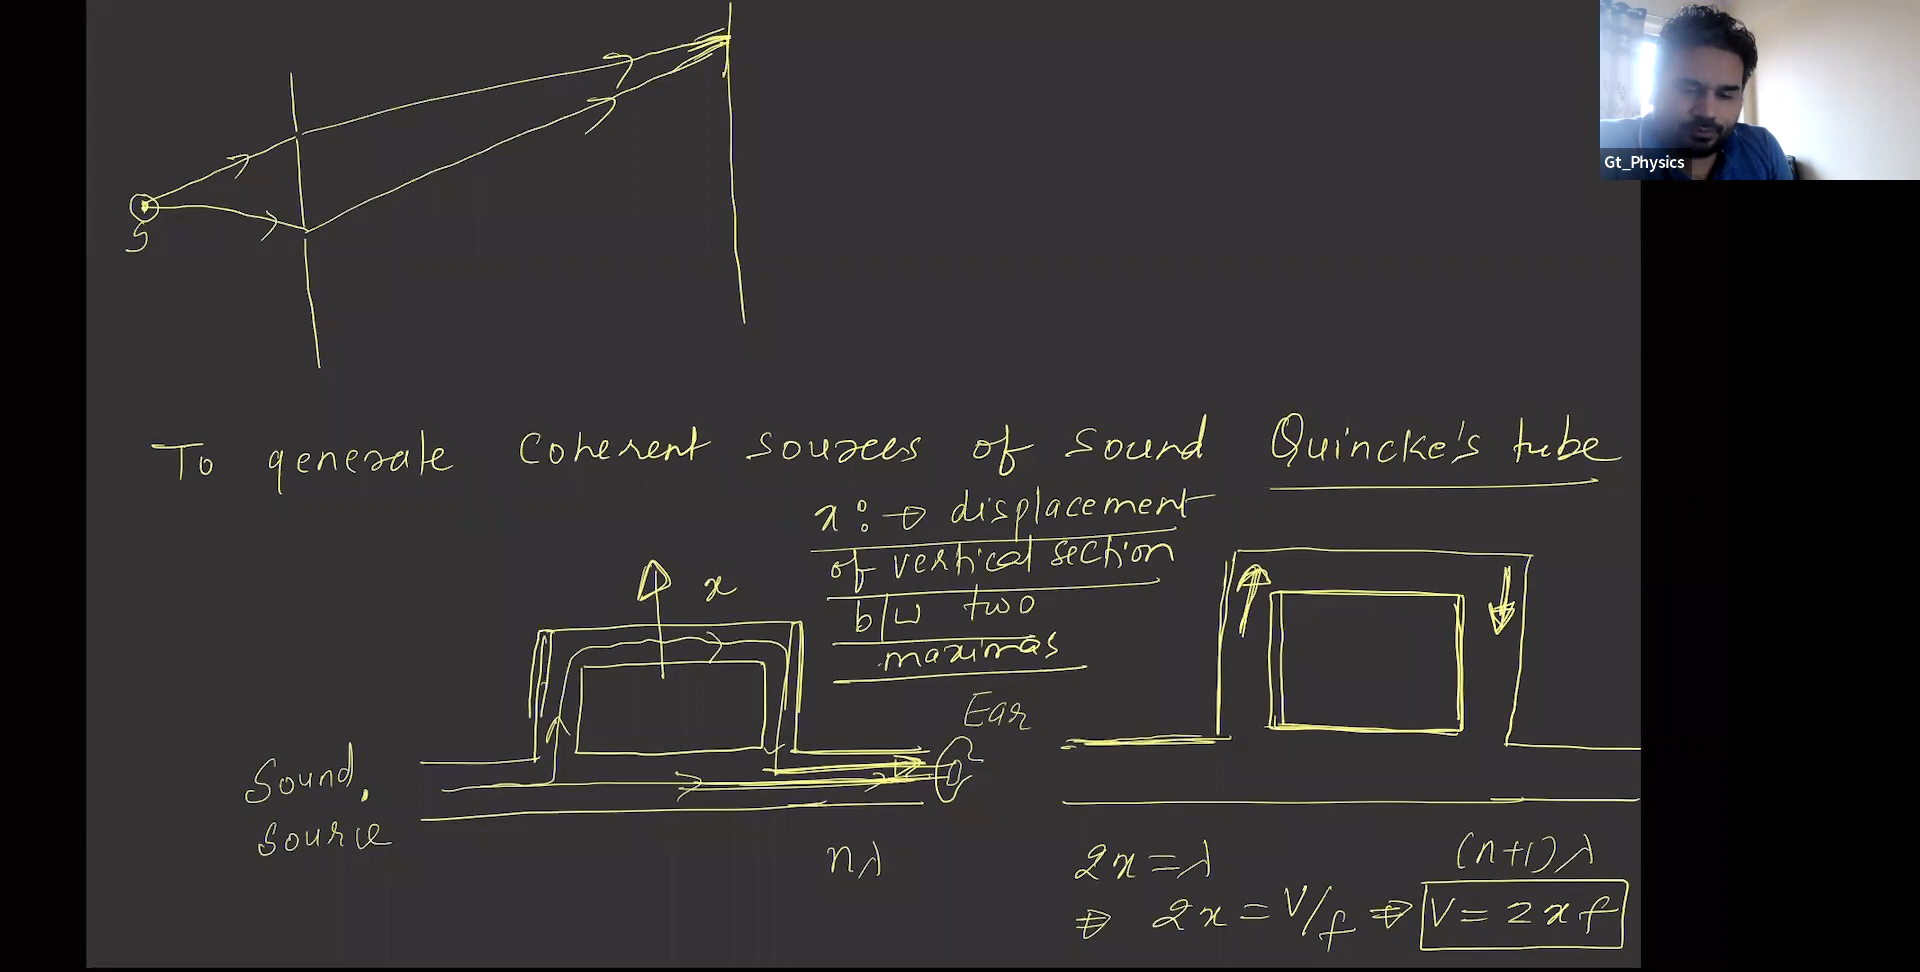 Gt_Physics
S
To generate coherent sources of sound Quincke's tube
x : → displacement
of vertical section
b/w two
maximas
x
Ear
Sound
source
nλ
(n+1)λ
2x = λ
⇒ 2x = V/f ⇒ V = 2xf